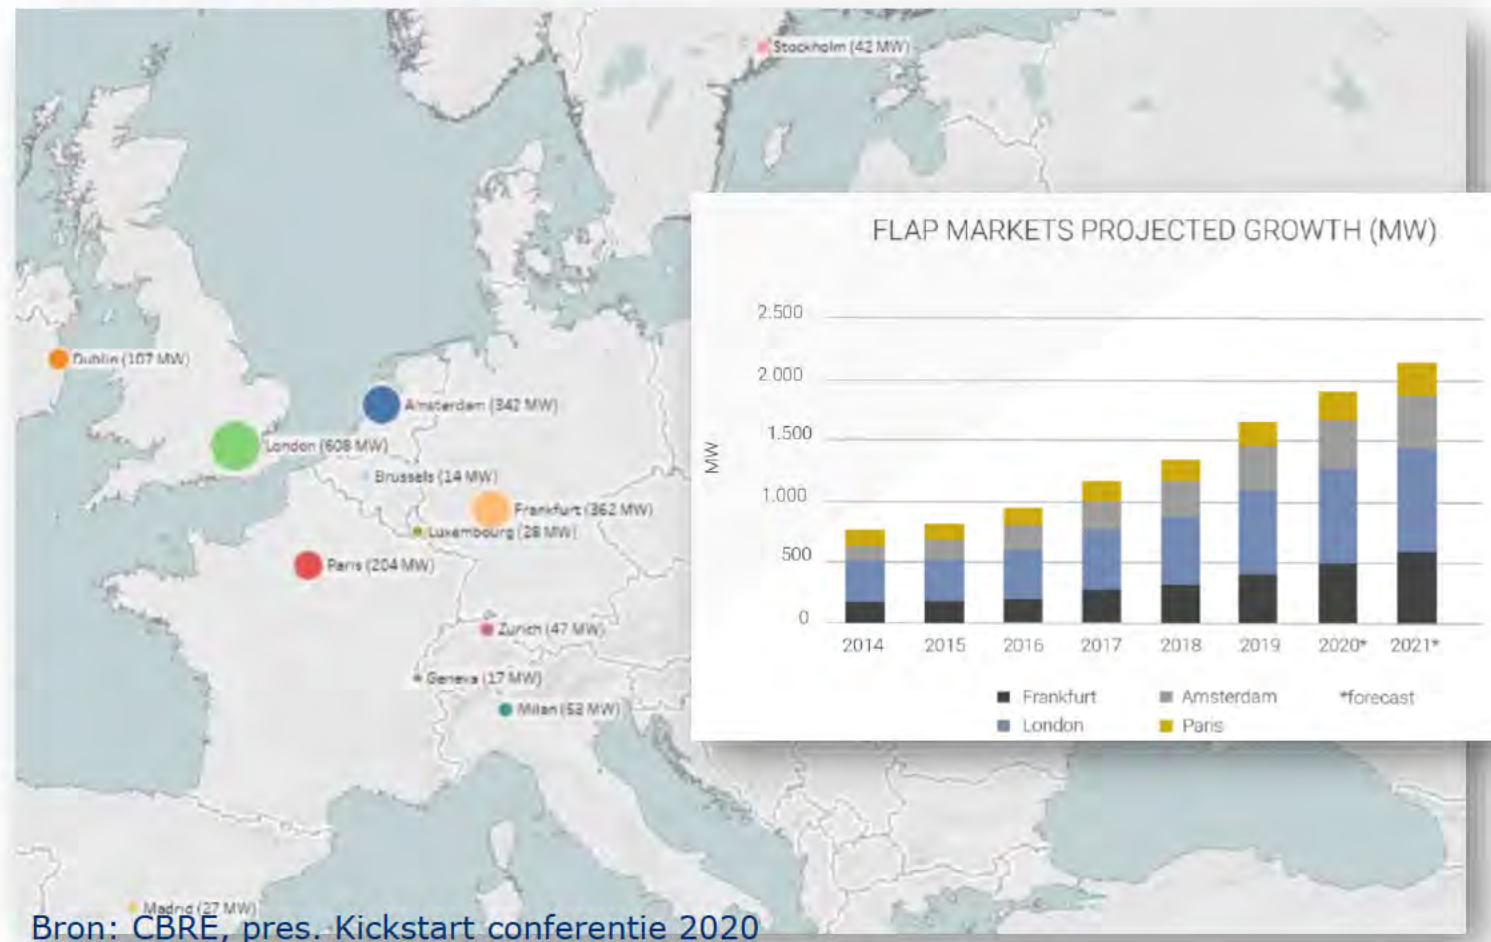 Stockholm (42 MW)
Dublin (107 MW)
Amsterdam (342 MW)
London (608 MW)
Brussels (14 MW)
Frankfurt (362 MW)
Luxembourg (28 MW)
Paris (204 MW)
Zurich (47 MW)
Geneva (17 MW)
Milan (53 MW)
Madrid (27 MW)
FLAP MARKETS PROJECTED GROWTH (MW)
MW
2.500
2.000
1.500
1.000
500
0
2014 2015 2016 2017 2018 2019 2020* 2021*
Frankfurt Amsterdam *forecast
London Paris
Bron: CBRE, pres. Kickstart conferentie 2020